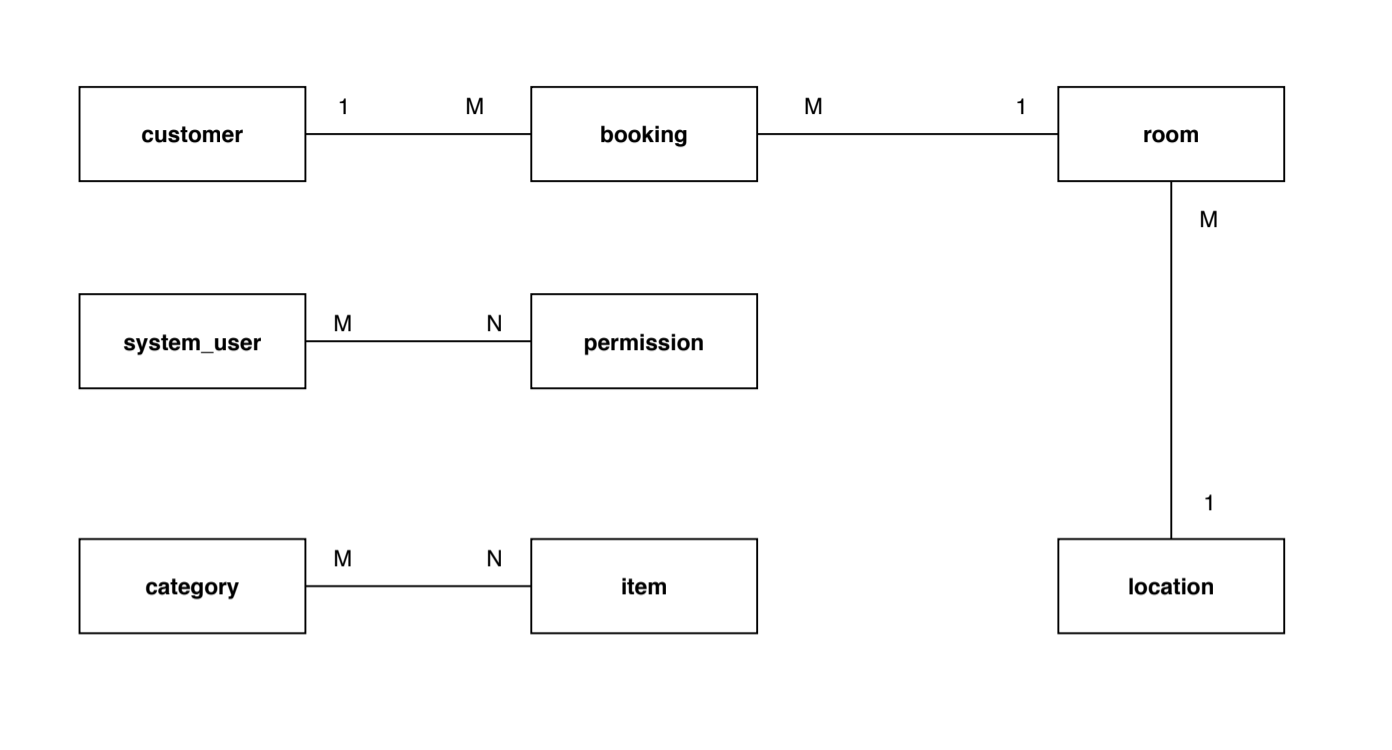 1 M M 1
customer booking room
M
M N
system_user permission
1
M N
category item location